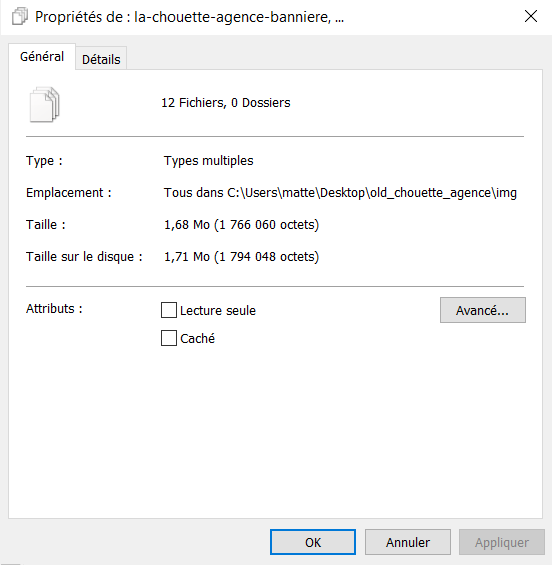 Propriétés de : la-chouette-agence-banniere, ...
Général
Détails
12 Fichiers, 0 Dossiers
Type : Types multiples
Emplacement : Tous dans C:\Users\matte\Desktop\old_chouette_agence\img
Taille : 1,68 Mo (1 766 060 octets)
Taille sur le disque : 1,71 Mo (1 794 048 octets)
Attributs : Lecture seule Avancé...
Caché
OK Annuler Appliquer